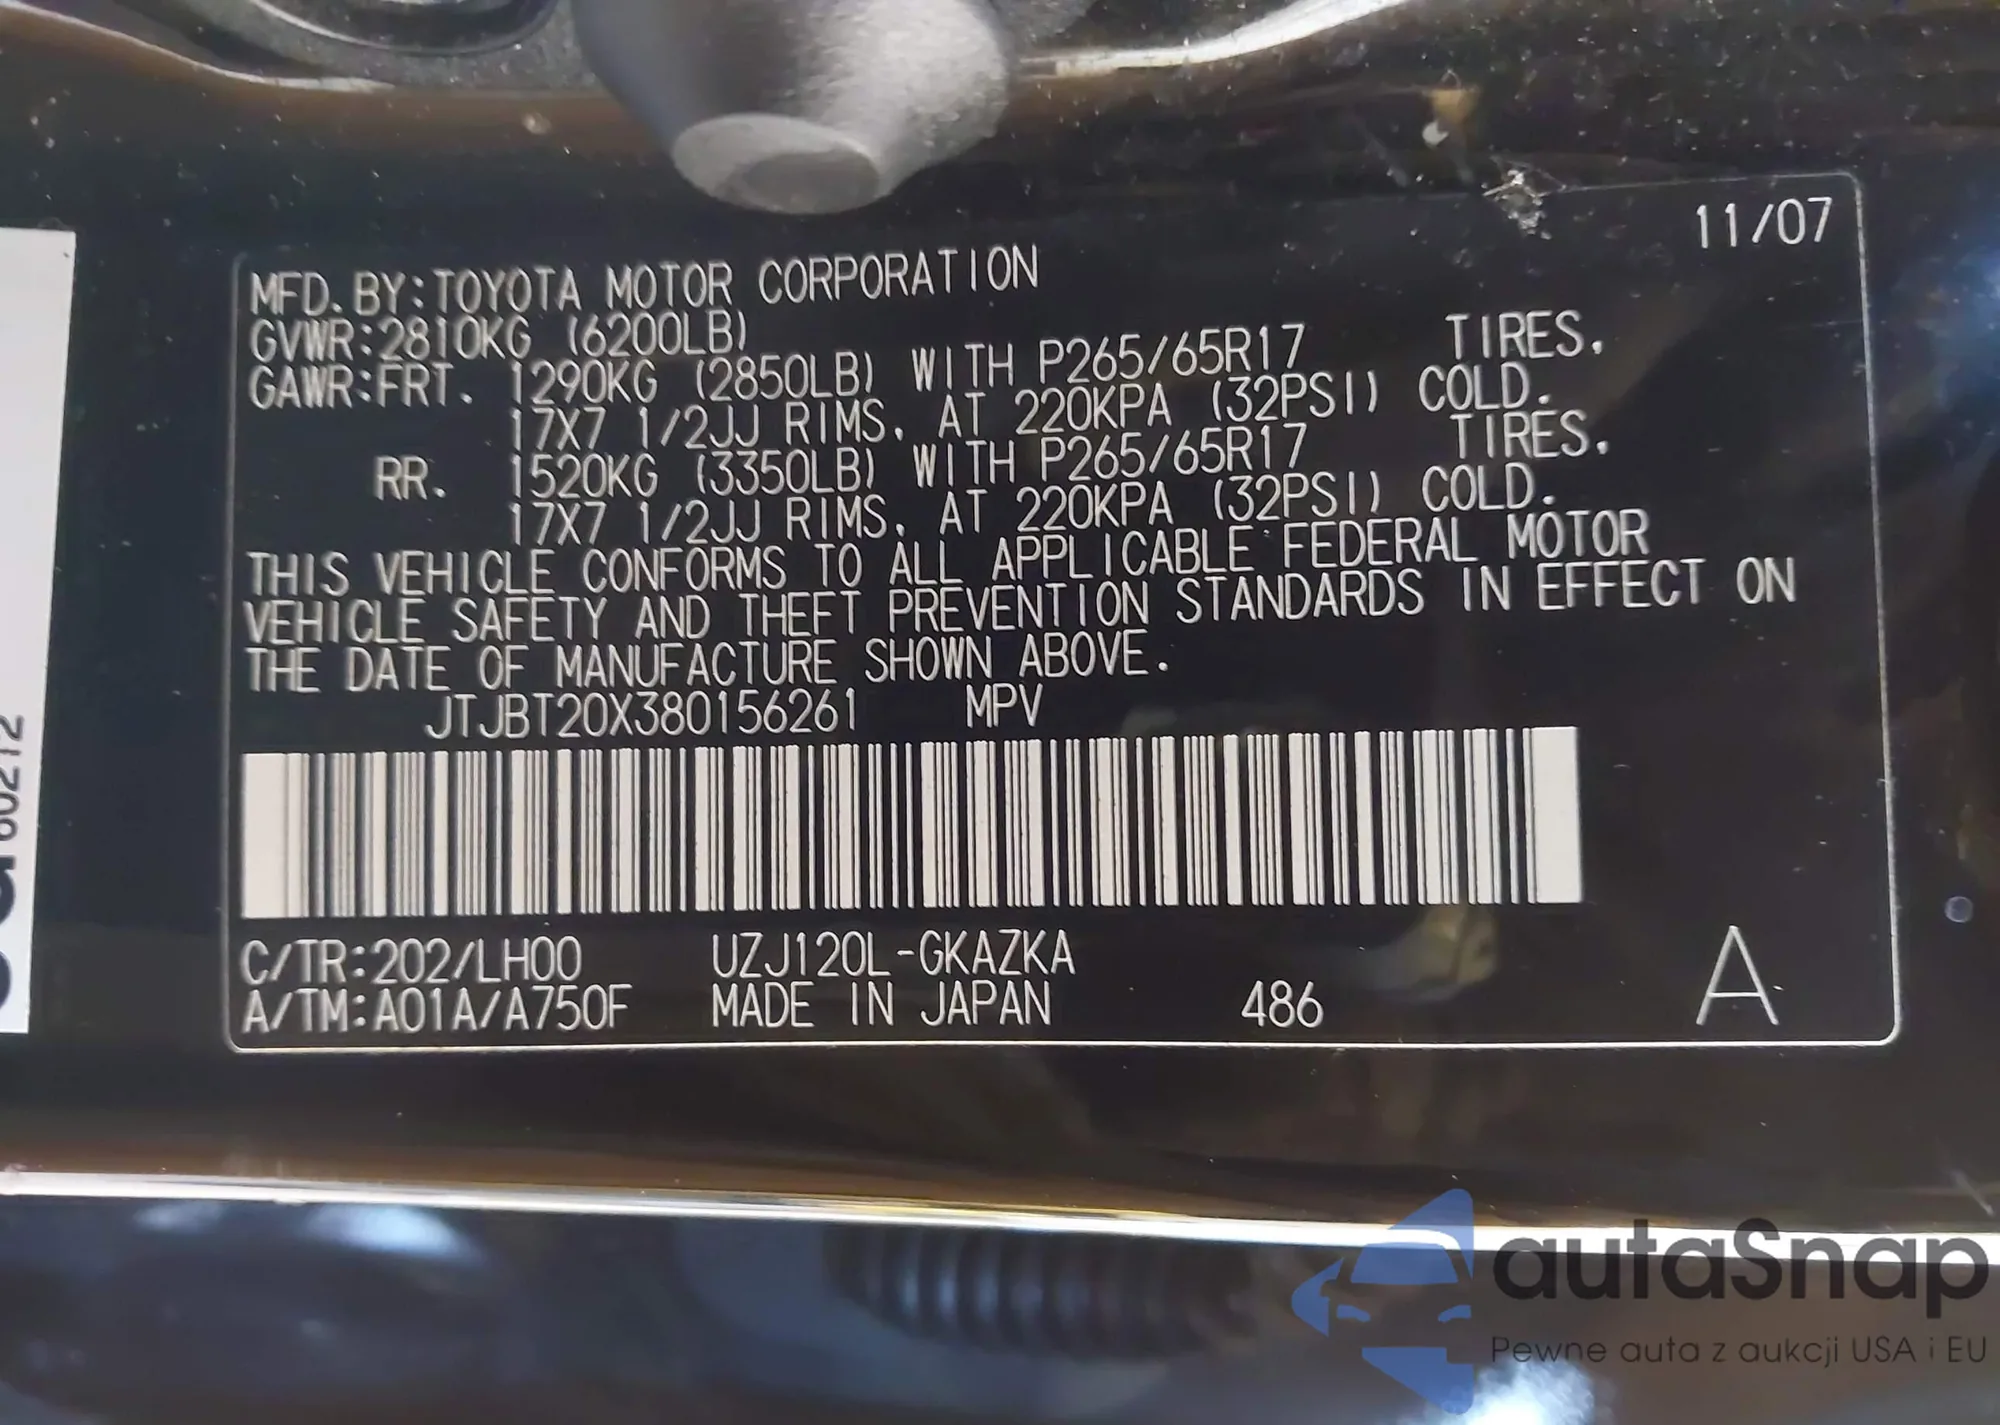 11/07
MFD. BY:TOYOTA MOTOR CORPORATION
GVWR:2810KG (6200LB)
GAWR:FRT. 1290KG (2850LB) WITH P265/65R17 TIRES.
17X7 1/2JJ RIMS. AT 220KPA (32PSI) COLD.
RR. 1520KG (3350LB) WITH P265/65R17 TIRES.
17X7 1/2JJ RIMS. AT 220KPA (32PSI) COLD.
THIS VEHICLE CONFORMS TO ALL APPLICABLE FEDERAL MOTOR
VEHICLE SAFETY AND THEFT PREVENTION STANDARDS IN EFFECT ON
THE DATE OF MANUFACTURE SHOWN ABOVE.
JTJBT20X380156261 MPV
C/TR:202/LH00 UZJ120L-GKAZKA
A/TM:A01A/A750F MADE IN JAPAN 486 A
60212
autaSnap
Pewne auta z aukcji USA i EU